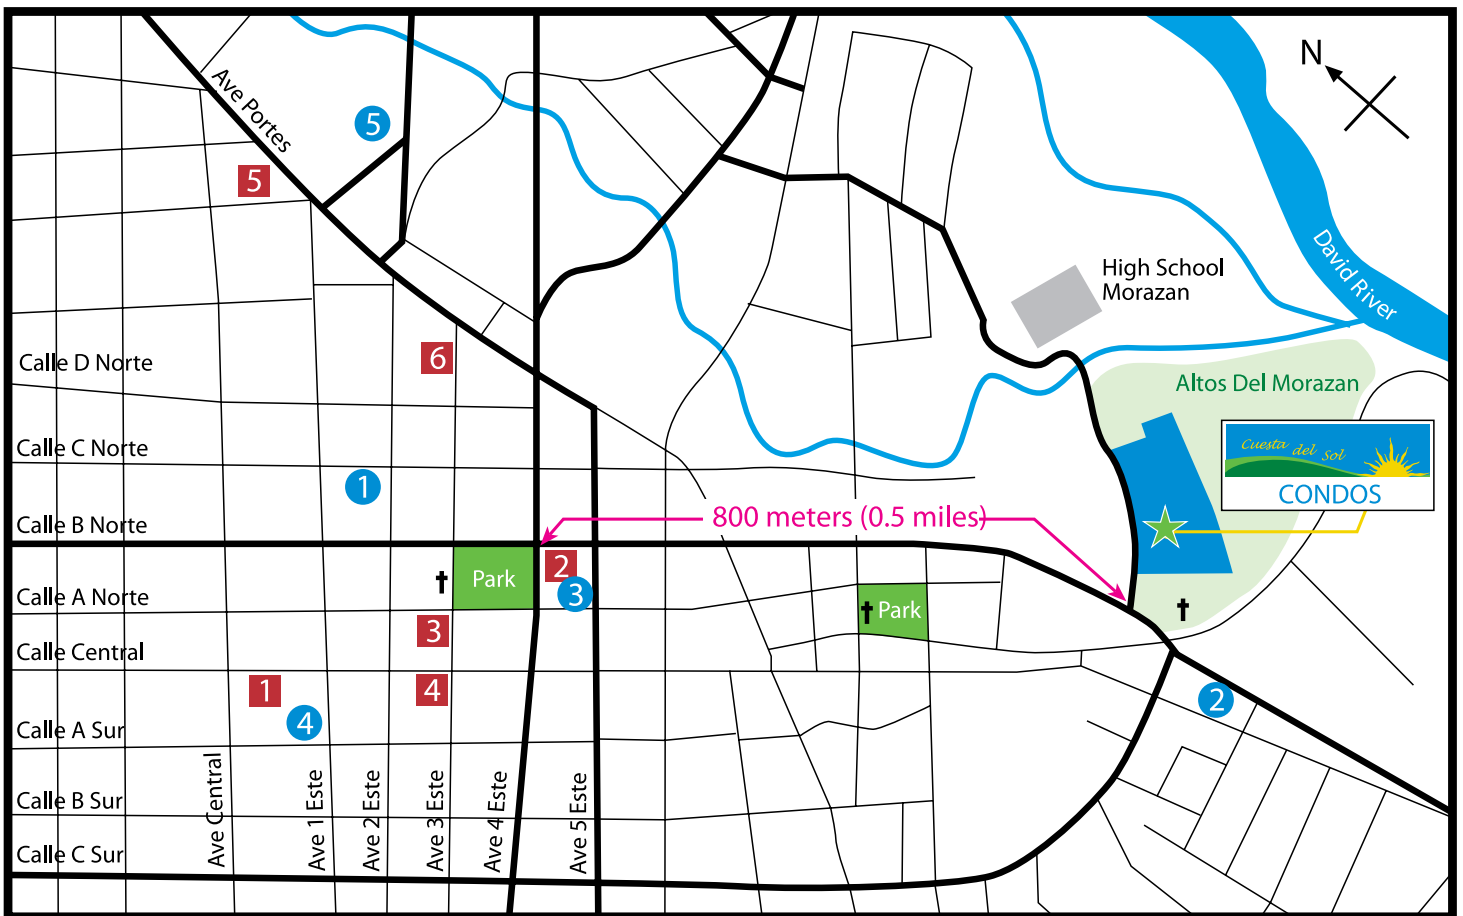 N
Ave Portes
5
5
David River
High School
Morazan
6
Calle D Norte
Altos Del Morazan
Calle C Norte
Cuesta del Sol
CONDOS
1
Calle B Norte
800 meters (0.5 miles)
2
Park
3
Calle A Norte
Park
3
Calle Central
1
4
2
4
Calle A Sur
Ave Central
Ave 1 Este
Ave 2 Este
Ave 3 Este
Ave 4 Este
Ave 5 Este
Calle B Sur
Calle C Sur